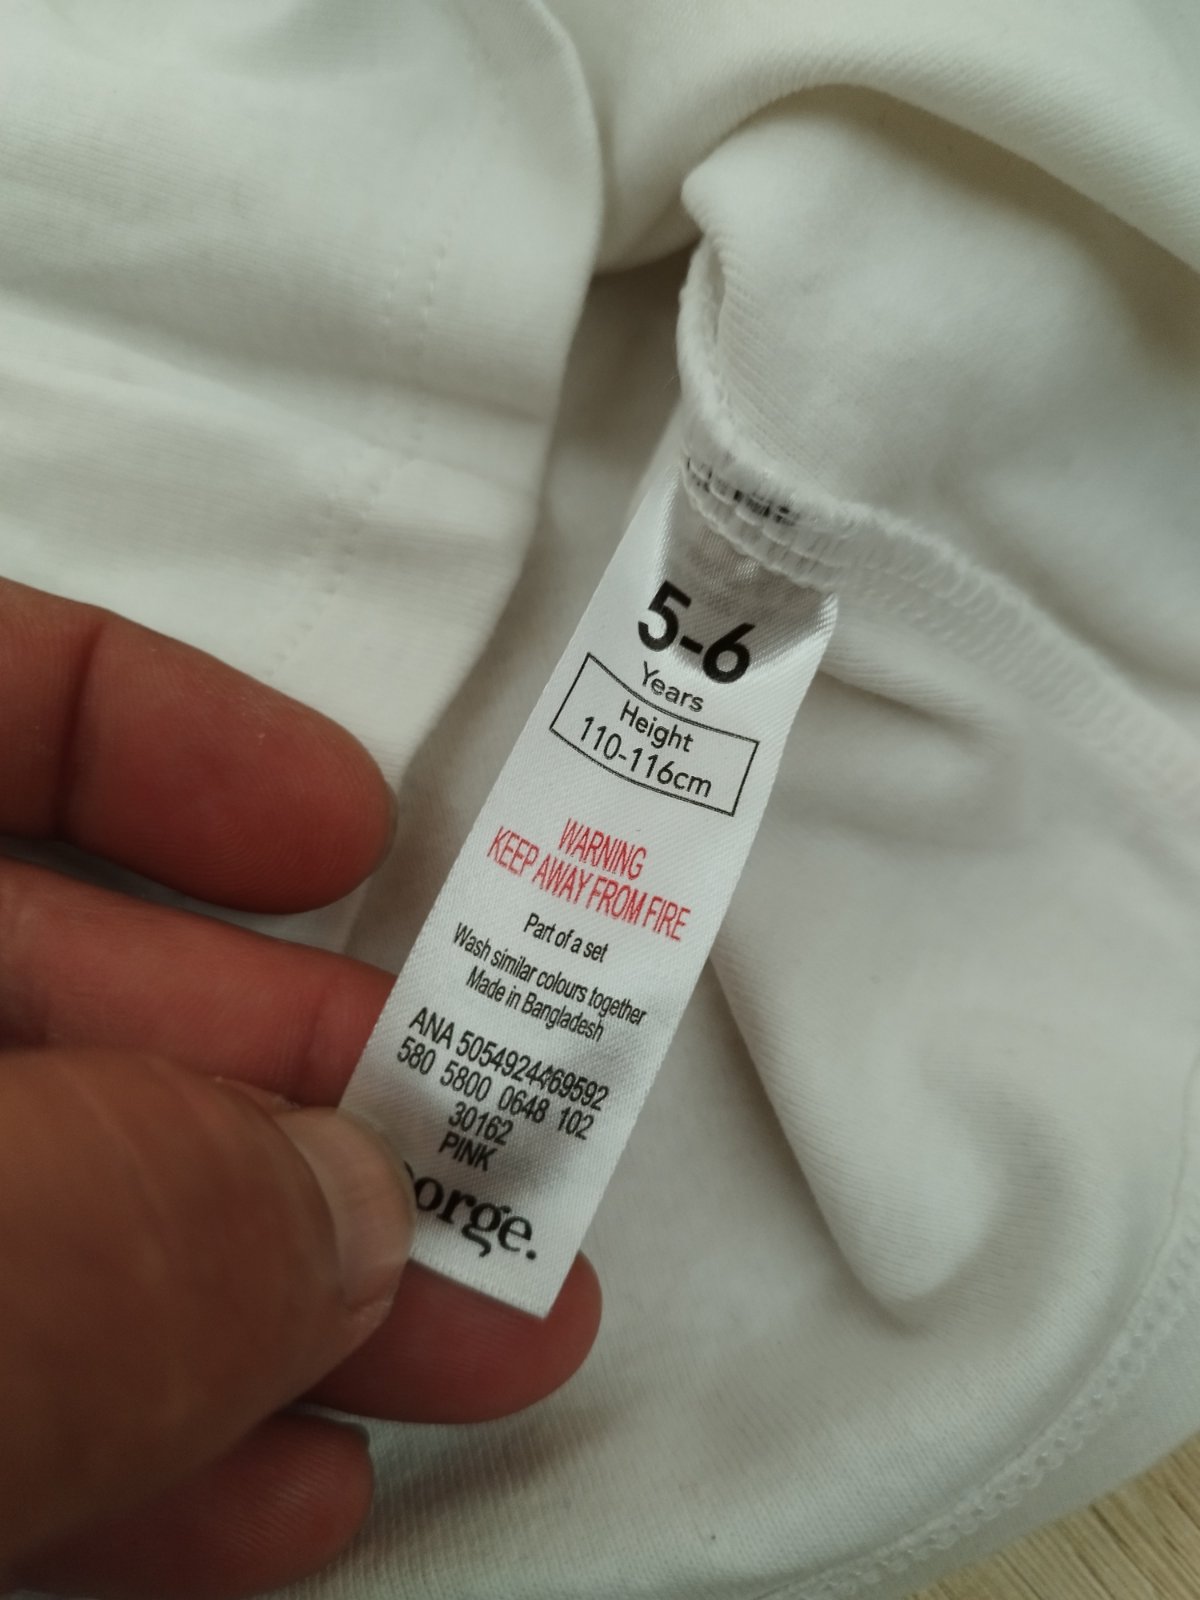 5-6
Years
Height
110-116cm
WARNING
KEEP AWAY FROM FIRE
Part of a set
Wash similar colours together
Made in Bangladesh
ANA 5054924469592
580 5800 0648 102
30162
PINK
orge.